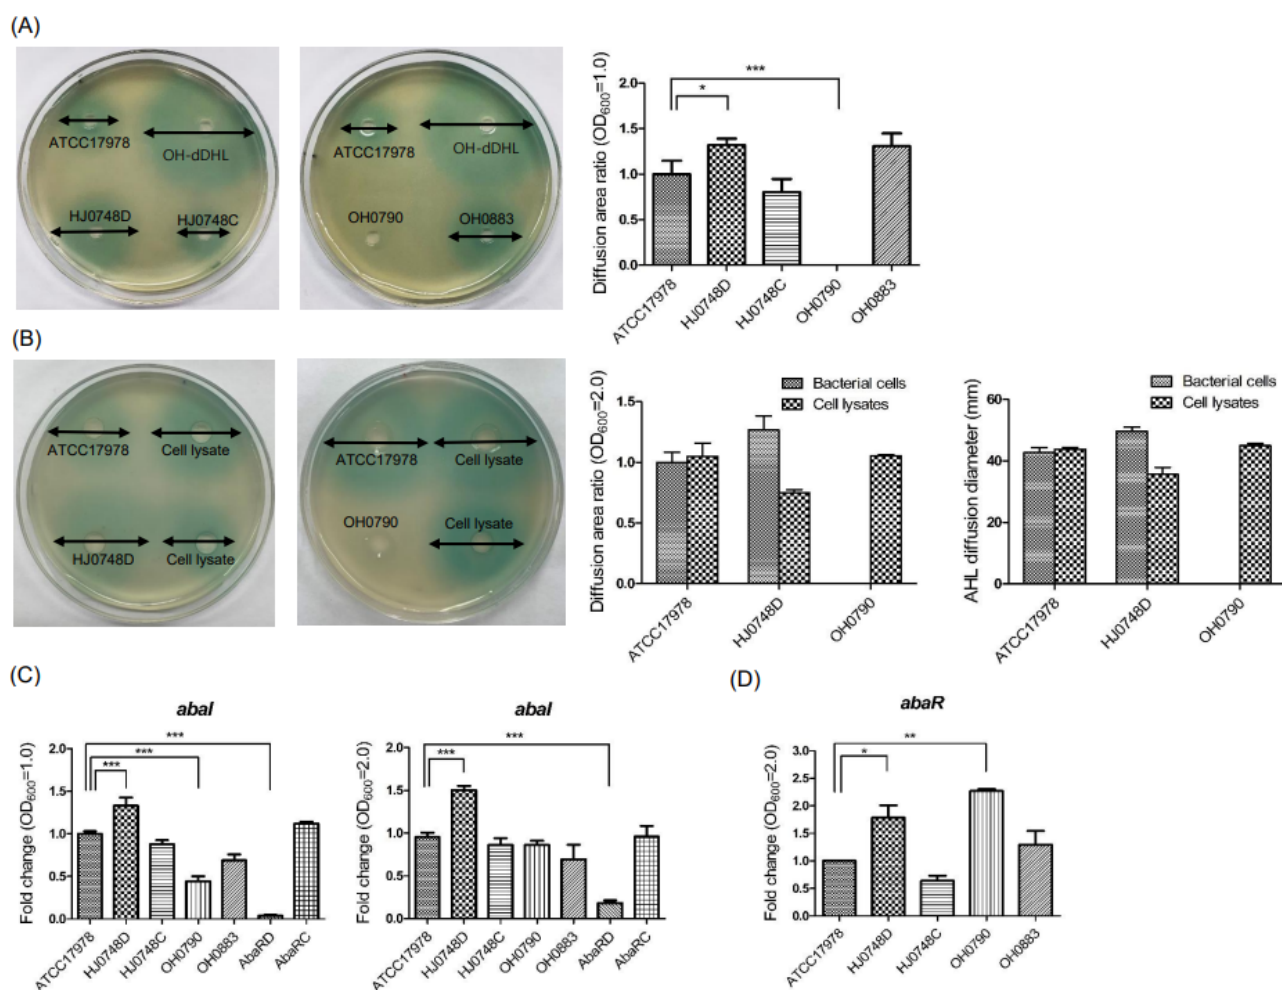 (A)
ATCC17978
OH-dDHL
HJ0748D
HJ0748C
ATCC17978
OH-dDHL
OH0790
OH0883
Diffusion area ratio (OD600=1.0)
2.0
1.5
1.0
0.5
0.0
***
*
ATCC17978
HJ0748D
HJ0748C
OH0790
OH0883
(B)
ATCC17978
Cell lysate
HJ0748D
Cell lysate
ATCC17978
Cell lysate
OH0790
Cell lysate
Diffusion area ratio (OD600=2.0)
1.5
1.0
0.5
0.0
Bacterial cells
Cell lysates
ATCC17978
HJ0748D
OH0790
AHL diffusion diameter (mm)
60
40
20
0
Bacterial cells
Cell lysates
ATCC17978
HJ0748D
OH0790
(C)
abaI
Fold change (OD600=1.0)
2.0
1.5
1.0
0.5
0.0
***
***
***
ATCC17978
HJ0748D
HJ0748C
OH0790
OH0883
AbaRD
AbaRC
abaI
Fold change (OD600=2.0)
2.0
1.5
1.0
0.5
0.0
***
***
ATCC17978
HJ0748D
HJ0748C
OH0790
OH0883
AbaRD
AbaRC
(D)
abaR
Fold change (OD600=2.0)
3.0
2.5
2.0
1.5
1.0
0.5
0.0
**
*
ATCC17978
HJ0748D
HJ0748C
OH0790
OH0883